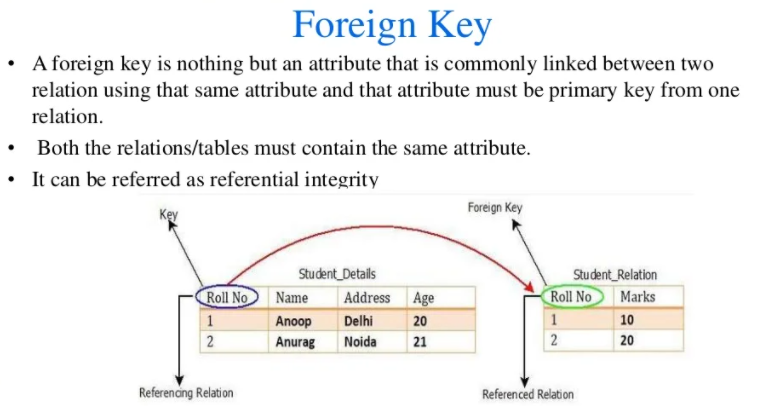 Foreign Key
• A foreign key is nothing but an attribute that is commonly linked between two
relation using that same attribute and that attribute must be primary key from one
relation.
• Both the relations/tables must contain the same attribute.
• It can be referred as referential integrity
Key
Foreign Key
Student_Details
Student_Relation
Roll No Name Address Age
1 Anoop Delhi 20
2 Anurag Noida 21
Roll No Marks
1 10
2 20
Referencing Relation
Referenced Relation